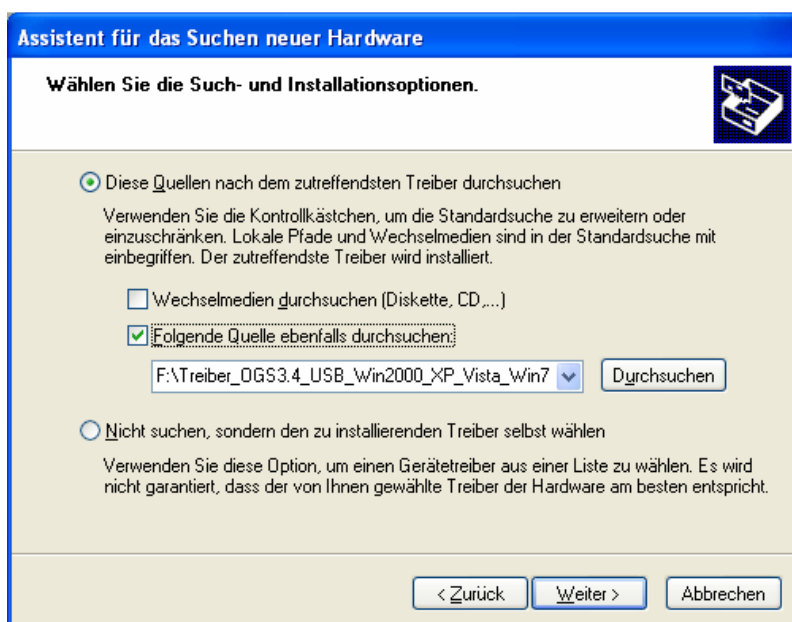 Assistent für das Suchen neuer Hardware
Wählen Sie die Such- und Installationsoptionen.
Diese Quellen nach dem zutreffendsten Treiber durchsuchen
Verwenden Sie die Kontrollkästchen, um die Standardsuche zu erweitern oder
einzuschränken. Lokale Pfade und Wechselmedien sind in der Standardsuche mit
einbegriffen. Der zutreffendste Treiber wird installiert.
Wechselmedien durchsuchen (Diskette, CD,...)
Folgende Quelle ebenfalls durchsuchen:
F:\Treiber_OGS3.4_USB_Win2000_XP_Vista_Win7
Durchsuchen
Nicht suchen, sondern den zu installierenden Treiber selbst wählen
Verwenden Sie diese Option, um einen Gerätetreiber aus einer Liste zu wählen. Es wird
nicht garantiert, dass der von Ihnen gewählte Treiber der Hardware am besten entspricht.
< Zurück Weiter > Abbrechen